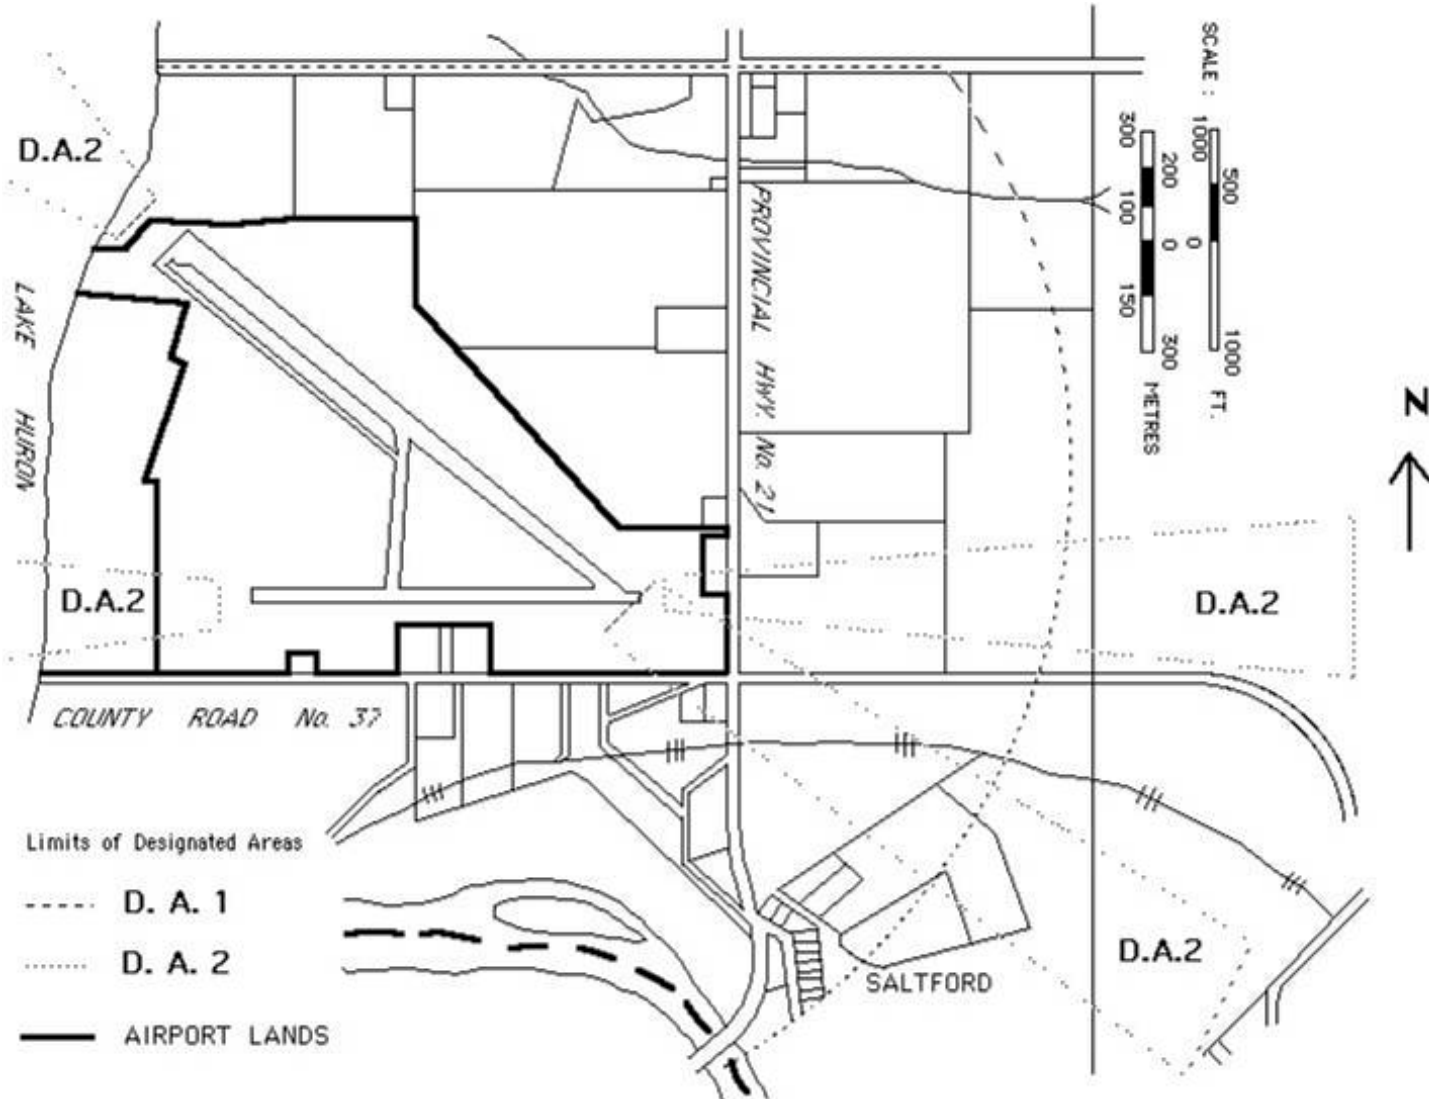 SCALE :
1000 500 0 1000 FT.
300 200 100 0 150 300 METRES
D.A.2
LAKE HURON
PROVINCIAL HWY. No. 21
N
D.A.2
D.A.2
COUNTY ROAD No. 37
Limits of Designated Areas
D. A. 1
D. A. 2
AIRPORT LANDS
D.A.2
SALTFORD